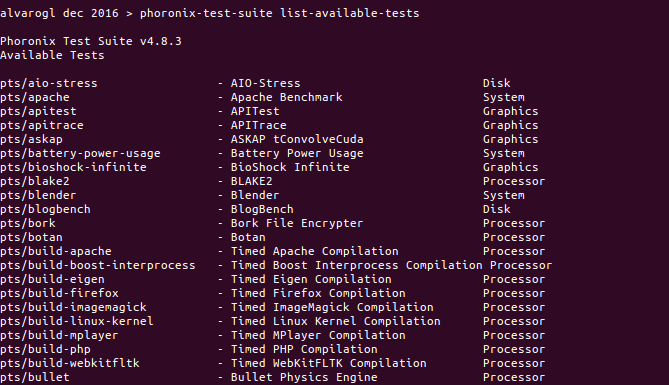 alvarogl dec 2016 > phoronix-test-suite list-available-tests
Phoronix Test Suite v4.8.3
Available Tests
pts/aio-stress - AIO-Stress Disk
pts/apache - Apache Benchmark System
pts/apitest - APITest Graphics
pts/apitrace - APITrace Graphics
pts/askap - ASKAP tConvolveCuda Graphics
pts/battery-power-usage - Battery Power Usage System
pts/bioshock-infinite - BioShock Infinite Graphics
pts/blake2 - BLAKE2 Processor
pts/blender - Blender System
pts/blogbench - BlogBench Disk
pts/bork - Bork File Encrypter Processor
pts/botan - Botan Processor
pts/build-apache - Timed Apache Compilation Processor
pts/build-boost-interprocess - Timed Boost Interprocess Compilation Processor
pts/build-eigen - Timed Eigen Compilation Processor
pts/build-firefox - Timed Firefox Compilation Processor
pts/build-imagemagick - Timed ImageMagick Compilation Processor
pts/build-linux-kernel - Timed Linux Kernel Compilation Processor
pts/build-mplayer - Timed MPlayer Compilation Processor
pts/build-php - Timed PHP Compilation Processor
pts/build-webkitfltk - Timed WebKitFLTK Compilation Processor
pts/bullet - Bullet Physics Engine Processor